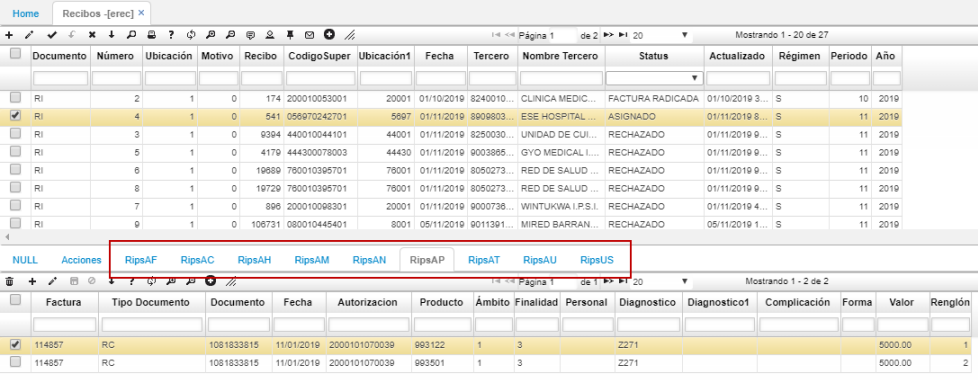 Home Recibos -[erec] ×
Página 1 de 2 20 Mostrando 1 - 20 de 27
Documento Número Ubicación Motivo Recibo CodigoSuper Ubicación1 Fecha Tercero Nombre Tercero Status Actualizado Régimen Periodo Año
RI 2 1 0 174 200010053001 20001 01/10/2019 8240010... CLINICA MEDIC... FACTURA RADICADA 01/10/2019 3... S 10 2019
RI 4 1 0 541 056970242701 5697 01/11/2019 8909803... ESE HOSPITAL ... ASIGNADO 01/11/2019 8... S 11 2019
RI 3 1 0 9394 440010044101 44001 01/11/2019 8250030... UNIDAD DE CUI... RECHAZADO 01/11/2019 9... S 11 2019
RI 5 1 0 4179 444300078003 44430 01/11/2019 9003865... GYO MEDICAL I.... RECHAZADO 01/11/2019 9... S 11 2019
RI 6 1 0 19689 760010395701 76001 01/11/2019 8050273... RED DE SALUD ... RECHAZADO 01/11/2019 9... S 11 2019
RI 8 1 0 19729 760010395701 76001 01/11/2019 8050273... RED DE SALUD ... RECHAZADO 01/11/2019 9... S 11 2019
RI 7 1 0 896 200010098301 20001 01/11/2019 9000736... WINTUKWA I.P.S.I. RECHAZADO 01/11/2019 4... S 11 2019
RI 9 1 0 106731 080010445401 8001 05/11/2019 9011391... MIRED BARRAN... RECHAZADO 05/11/2019 1... S 11 2019
NULL Acciones RipsAF RipsAC RipsAH RipsAM RipsAN RipsAP RipsAT RipsAU RipsUS
Página 1 de 1 20 Mostrando 1 - 2 de 2
Factura Tipo Documento Documento Fecha Autorizacion Producto Ámbito Finalidad Personal Diagnostico Diagnostico1 Complicación Forma Valor Renglón
114857 RC 1081833815 11/01/2019 2000101070039 993122 1 3 Z271 5000.00 1
114857 RC 1081833815 11/01/2019 2000101070039 993501 1 3 Z271 5000.00 2